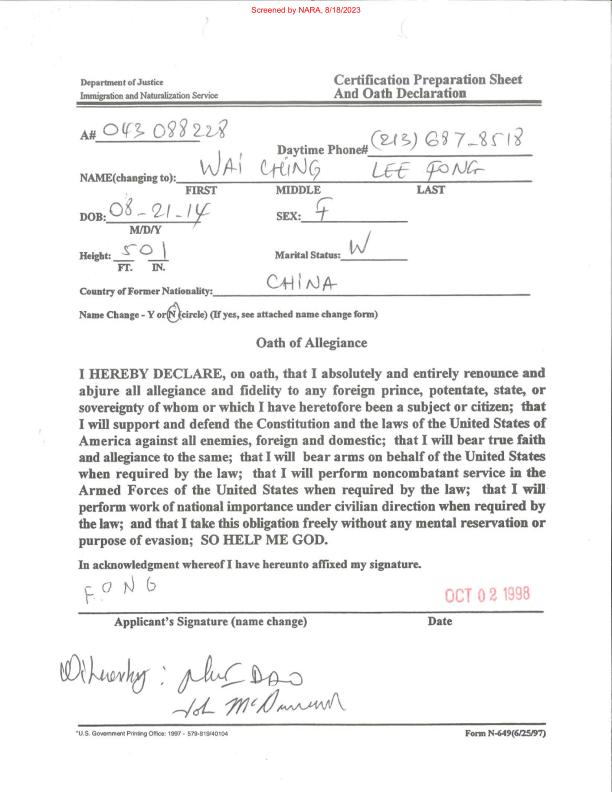 Screened by NARA, 8/18/2023
Department of Justice
Immigration and Naturalization Service
Certification Preparation Sheet
And Oath Declaration
A# 043 088228
Daytime Phone# (213) 687-8518
NAME(changing to): WAI CHING LEE FONG
FIRST MIDDLE LAST
DOB: 08-21-14 SEX: F
M/D/Y
Height: 5 01 Marital Status: W
FT. IN.
Country of Former Nationality: CHINA
Name Change - Y or N (circle) (If yes, see attached name change form)
Oath of Allegiance
I HEREBY DECLARE, on oath, that I absolutely and entirely renounce and
abjure all allegiance and fidelity to any foreign prince, potentate, state, or
sovereignty of whom or which I have heretofore been a subject or citizen; that
I will support and defend the Constitution and the laws of the United States of
America against all enemies, foreign and domestic; that I will bear true faith
and allegiance to the same; that I will bear arms on behalf of the United States
when required by the law; that I will perform noncombatant service in the
Armed Forces of the United States when required by the law; that I will
perform work of national importance under civilian direction when required by
the law; and that I take this obligation freely without any mental reservation or
purpose of evasion; SO HELP ME GOD.
In acknowledgment whereof I have hereunto affixed my signature.
FONG OCT 02 1998
Applicant's Signature (name change) Date
DAO
*U.S. Government Printing Office: 1997 - 579-819/40104 Form N-649(6/25/97)